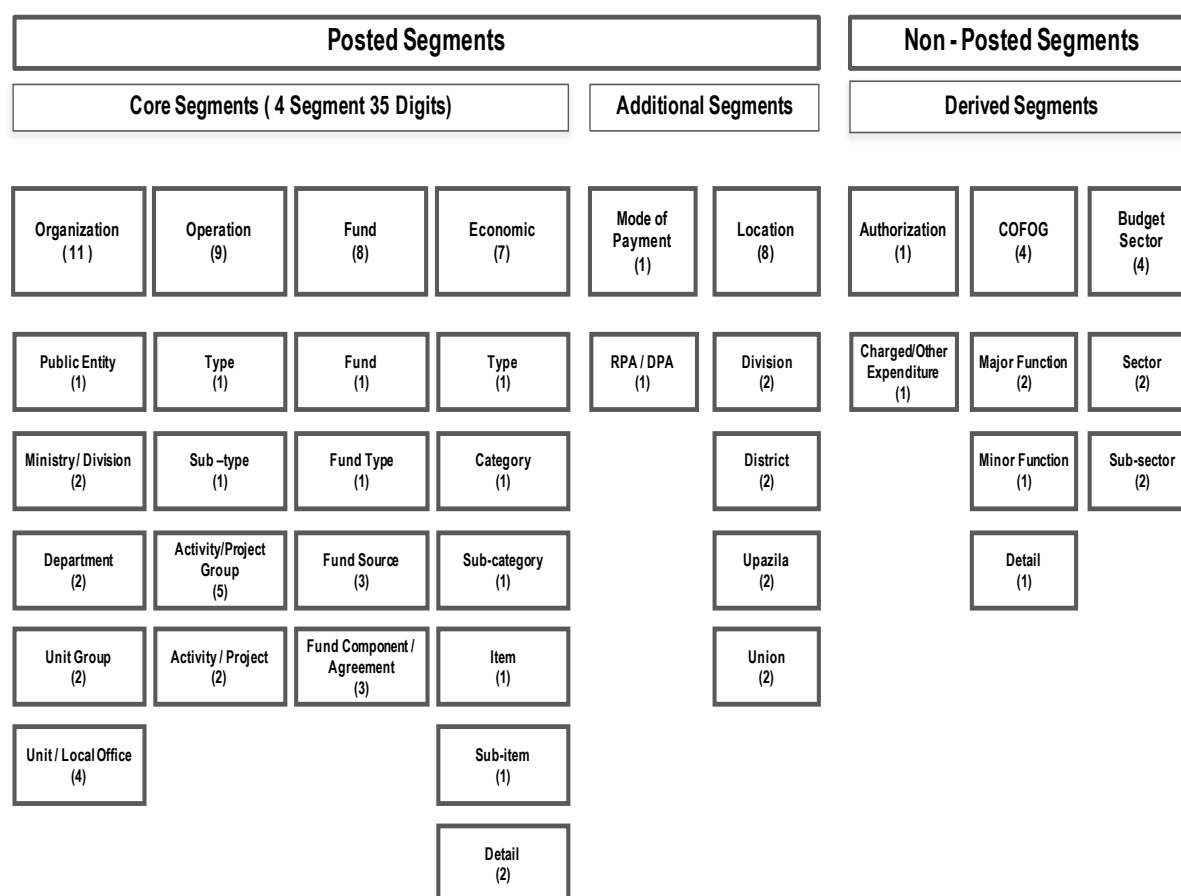 Posted Segments
Non - Posted Segments
Core Segments ( 4 Segment 35 Digits)
Additional Segments
Derived Segments
Organization
( 11 )
Operation
(9)
Fund
(8)
Economic
(7)
Mode of
Payment
(1)
Location
(8)
Authorization
(1)
COFOG
(4)
Budget
Sector
(4)
Public Entity
(1)
Type
(1)
Fund
(1)
Type
(1)
RPA / DPA
(1)
Division
(2)
Charged/Other
Expenditure
(1)
Major Function
(2)
Sector
(2)
Ministry / Division
(2)
Sub –type
(1)
Fund Type
(1)
Category
(1)
District
(2)
Minor Function
(1)
Sub-sector
(2)
Department
(2)
Activity/Project
Group
(5)
Fund Source
(3)
Sub-category
(1)
Upazila
(2)
Detail
(1)
Unit Group
(2)
Activity / Project
(2)
Fund Component /
Agreement
(3)
Item
(1)
Union
(2)
Unit / Local Office
(4)
Sub-item
(1)
Detail
(2)